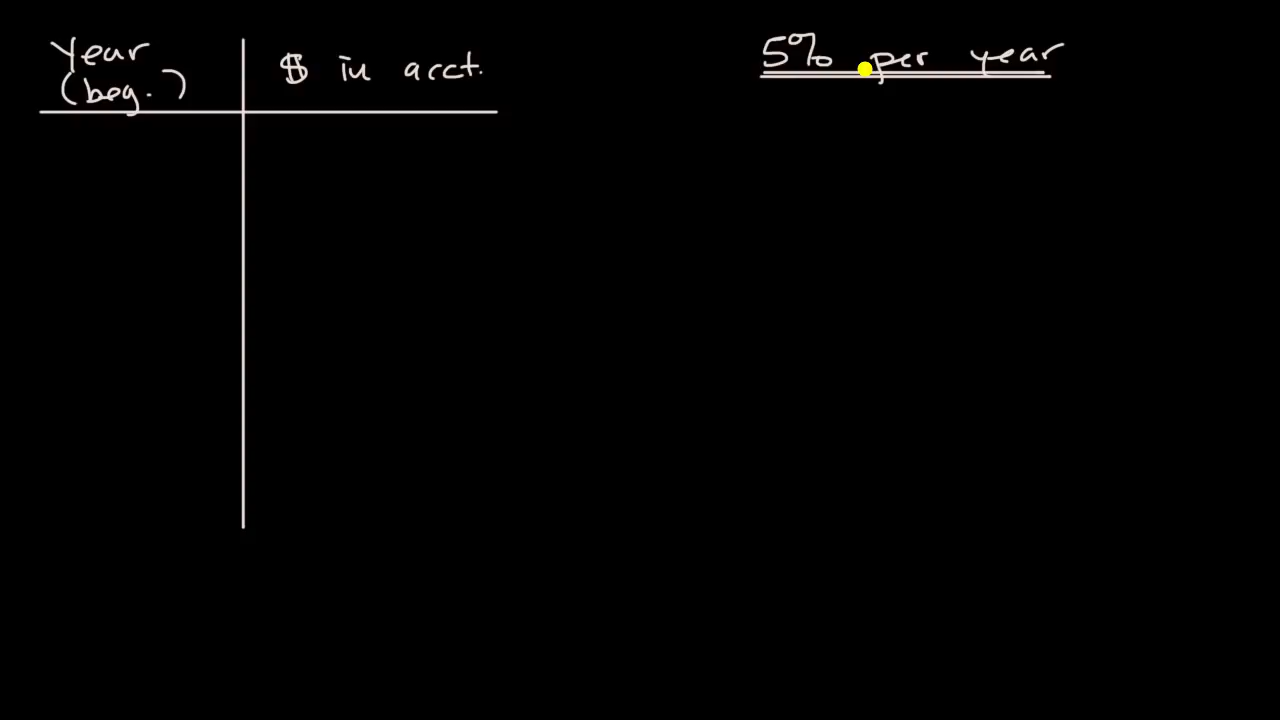 Year
(beg.)
$ in acct.
5% per year